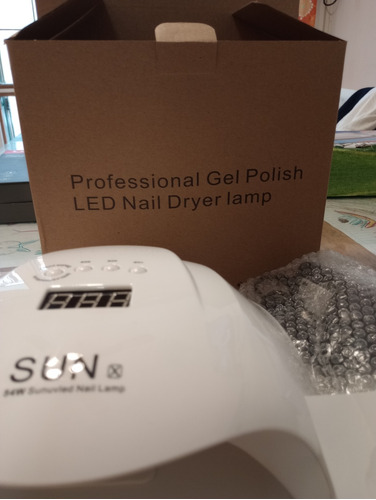 Professional Gel Polish
LED Nail Dryer lamp
888
SUN X
54W Sunuvled Nail Lamp